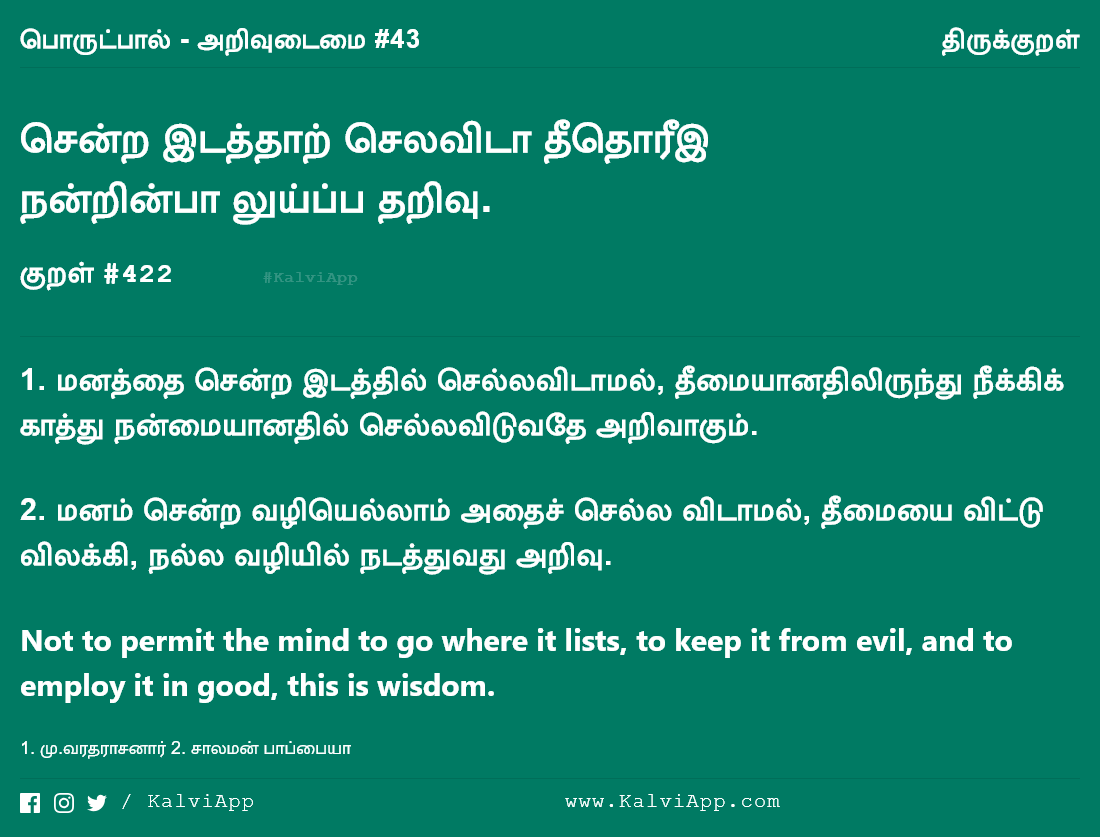 பொருட்பால் - அறிவுடைமை #43 திருக்குறள்
சென்ற இடத்தாற் செலவிடா தீதொரீஇ
நன்றின்பா லுய்ப்ப தறிவு.
குறள் #422 #KalviApp
1. மனத்தை சென்ற இடத்தில் செல்லவிடாமல், தீமையானதிலிருந்து நீக்கிக்
காத்து நன்மையானதில் செல்லவிடுவதே அறிவாகும்.
2. மனம் சென்ற வழியெல்லாம் அதைச் செல்ல விடாமல், தீமையை விட்டு
விலக்கி, நல்ல வழியில் நடத்துவது அறிவு.
Not to permit the mind to go where it lists, to keep it from evil, and to
employ it in good, this is wisdom.
1. மு.வரதராசனார் 2. சாலமன் பாப்பையா
/ KalviApp www.KalviApp.com